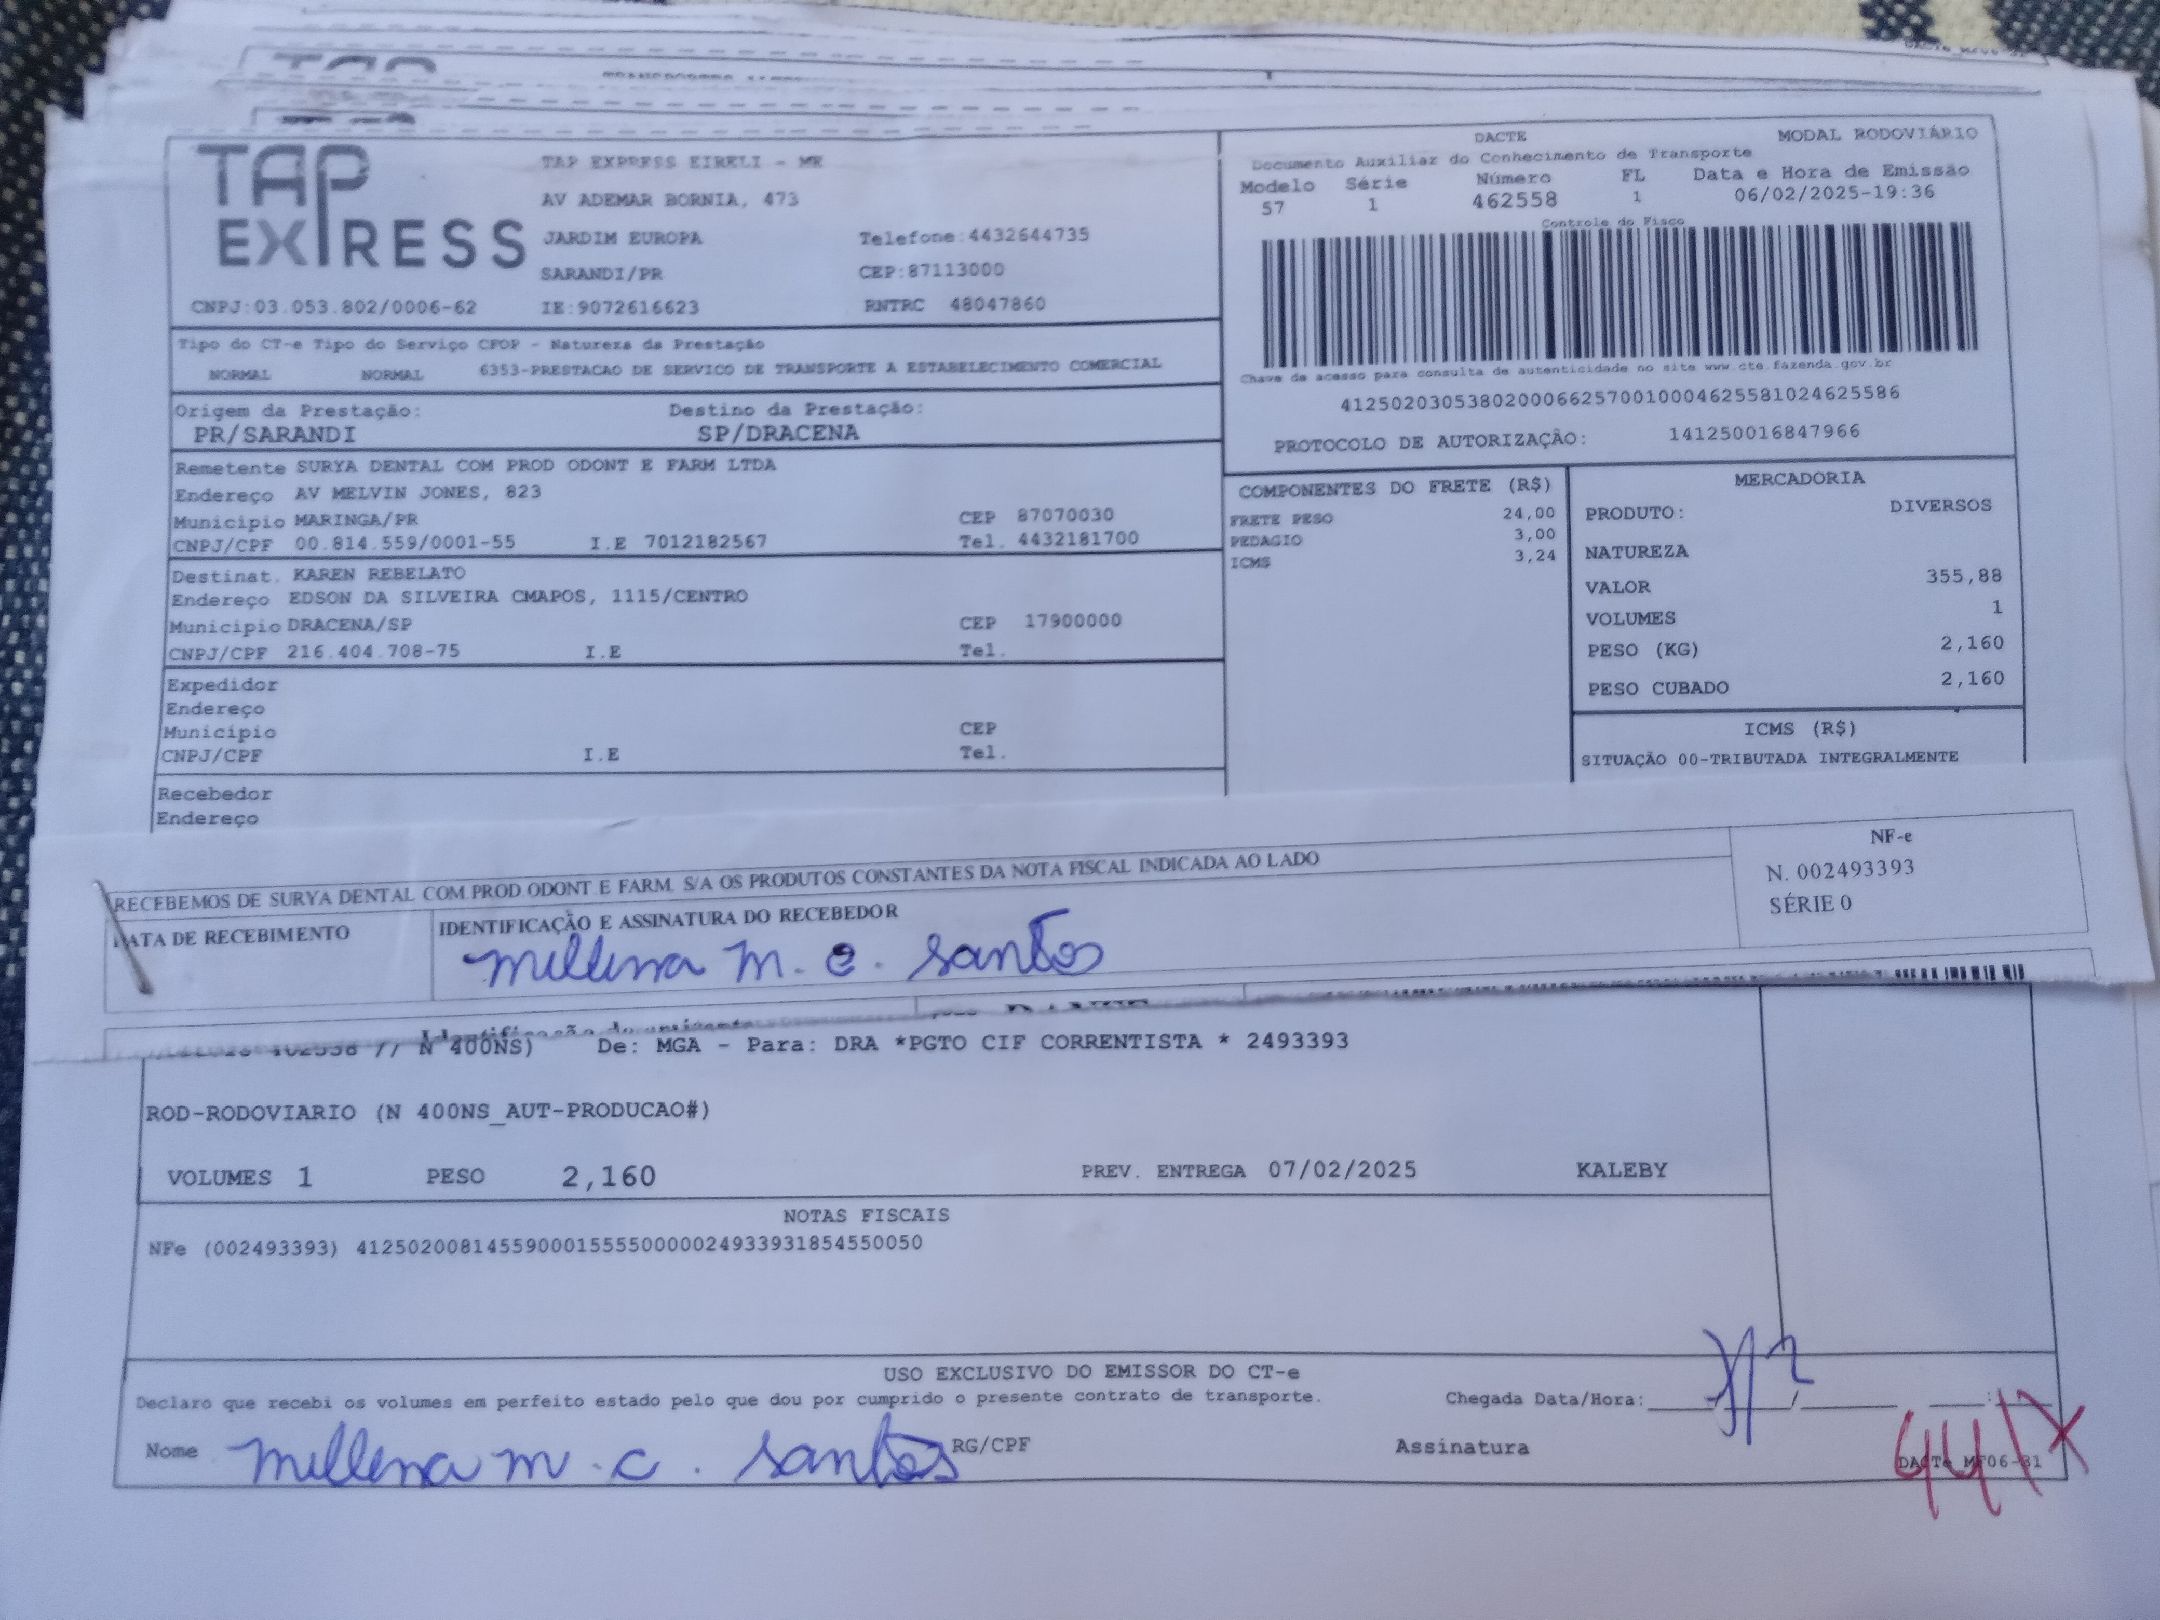 TAP
EXPRESS
TAP EXPRESS EIRELI - ME
AV ADEMAR BORNIA, 473
JARDIM EUROPA Telefone:4432644735
SARANDI/PR CEP:87113000
CNPJ:03.053.802/0006-62 IE:9072616623 RNTRC 48047860
DACTE MODAL RODOVIÁRIO
Documento Auxiliar do Conhecimento de Transporte
Modelo Série Número FL Data e Hora de Emissão
57 1 462558 1 06/02/2025-19:36
Controle do Fisco
Chave de acesso para consulta de autenticidade no site www.cte.fazenda.gov.br
41250203053802000662570010004625581024625586
PROTOCOLO DE AUTORIZAÇÃO: 141250016847966
Tipo do CT-e Tipo do Serviço CFOP - Natureza da Prestação
NORMAL NORMAL 6353-PRESTACAO DE SERVICO DE TRANSPORTE A ESTABELECIMENTO COMERCIAL
Origem da Prestação: Destino da Prestação:
PR/SARANDI SP/DRACENA
Remetente SURYA DENTAL COM PROD ODONT E FARM LTDA
Endereço AV MELVIN JONES, 823
Município MARINGA/PR CEP 87070030
CNPJ/CPF 00.814.559/0001-55 I.E 7012182567 Tel. 4432181700
Destinat. KAREN REBELATO
Endereço EDSON DA SILVEIRA CMAPOS, 1115/CENTRO
Município DRACENA/SP CEP 17900000
CNPJ/CPF 216.404.708-75 I.E Tel.
Expedidor
Endereço
Município CEP
CNPJ/CPF I.E Tel.
Recebedor
Endereço
COMPONENTES DO FRETE (R$)
FRETE PESO 24,00
PEDAGIO 3,00
ICMS 3,24
MERCADORIA
PRODUTO: DIVERSOS
NATUREZA
VALOR 355,88
VOLUMES 1
PESO (KG) 2,160
PESO CUBADO 2,160
ICMS (R$)
SITUAÇÃO 00-TRIBUTADA INTEGRALMENTE
RECEBEMOS DE SURYA DENTAL COM PROD ODONT E FARM S/A OS PRODUTOS CONSTANTES DA NOTA FISCAL INDICADA AO LADO
DATA DE RECEBIMENTO IDENTIFICAÇÃO E ASSINATURA DO RECEBEDOR
millena m. c. santos
NF-e
N. 002493393
SÉRIE 0
N 400NS) De: MGA - Para: DRA *PGTO CIF CORRENTISTA * 2493393
ROD-RODOVIARIO (N 400NS_AUT-PRODUCAO#)
VOLUMES 1 PESO 2,160 PREV. ENTREGA 07/02/2025 KALEBY
NOTAS FISCAIS
NFe (002493393) 41250200814559000155550000024933931854550050
USO EXCLUSIVO DO EMISSOR DO CT-e
Declaro que recebi os volumes em perfeito estado pelo que dou por cumprido o presente contrato de transporte. Chegada Data/Hora:
Nome millena m. c. santos RG/CPF Assinatura